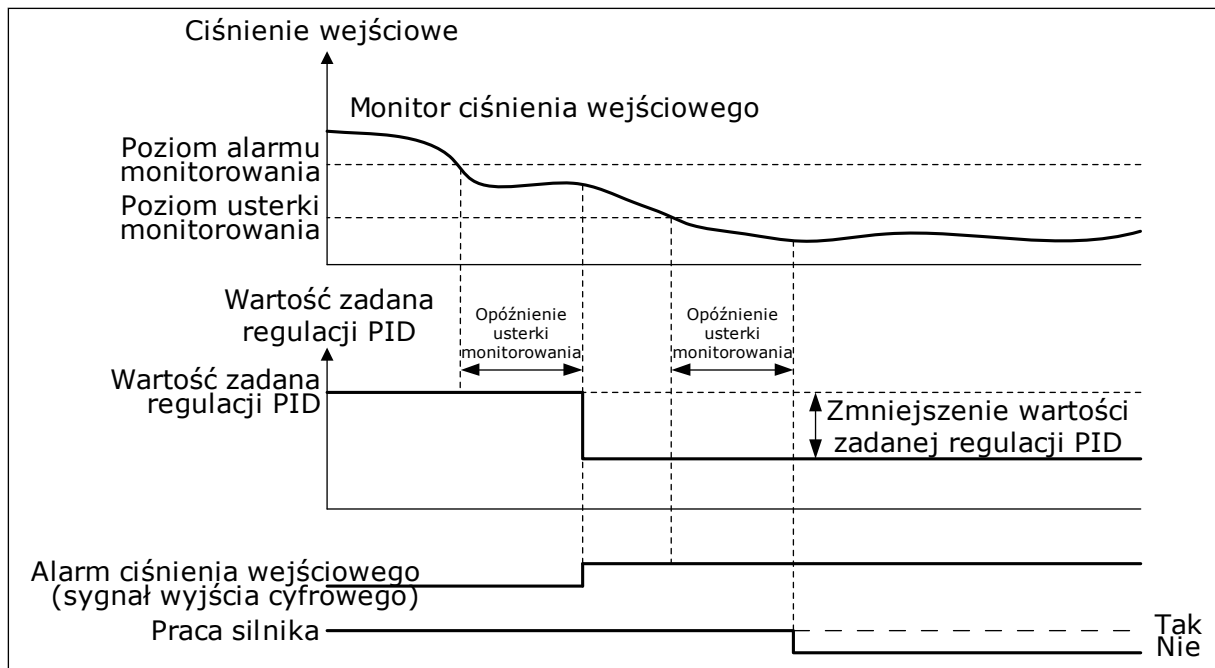 Ciśnienie wejściowe
Monitor ciśnienia wejściowego
Poziom alarmu
monitorowania
Poziom usterki
monitorowania
Wartość zadana
regulacji PID
Opóźnienie
usterki
monitorowania
Opóźnienie
usterki
monitorowania
Wartość zadana
regulacji PID
Zmniejszenie wartości
zadanej regulacji PID
Alarm ciśnienia wejściowego
(sygnał wyjścia cyfrowego)
Praca silnika
Tak
Nie